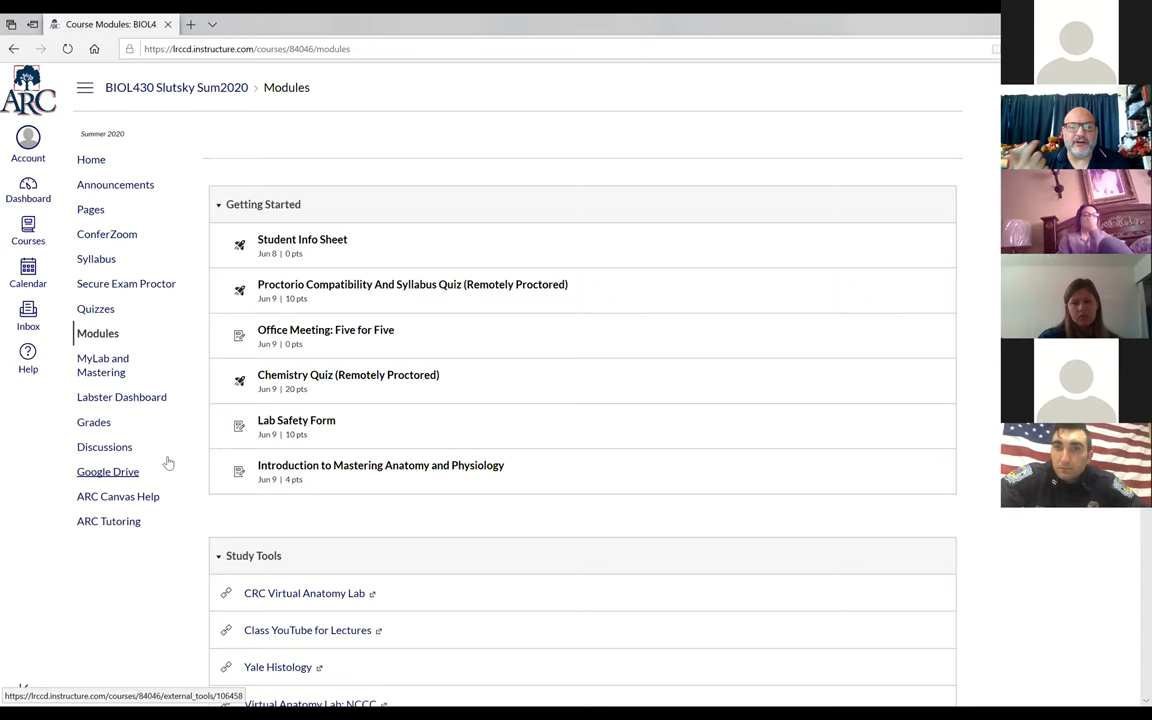 Course Modules: BIOL4
https://lrccd.instructure.com/courses/84046/modules
ARC
BIOL430 Slutsky Sum2020 > Modules
Account
Dashboard
Courses
Calendar
Inbox
Help
Summer 2020
Home
Announcements
Pages
ConferZoom
Syllabus
Secure Exam Proctor
Quizzes
Modules
MyLab and
Mastering
Labster Dashboard
Grades
Discussions
Google Drive
ARC Canvas Help
ARC Tutoring
Getting Started
Student Info Sheet
Jun 8 | 0 pts
Proctorio Compatibility And Syllabus Quiz (Remotely Proctored)
Jun 9 | 10 pts
Office Meeting: Five for Five
Jun 9 | 0 pts
Chemistry Quiz (Remotely Proctored)
Jun 9 | 20 pts
Lab Safety Form
Jun 9 | 10 pts
Introduction to Mastering Anatomy and Physiology
Jun 9 | 4 pts
Study Tools
CRC Virtual Anatomy Lab
Class YouTube for Lectures
Yale Histology
Virtual Anatomy Lab: NCCC
https://lrccd.instructure.com/courses/84046/external_tools/106458